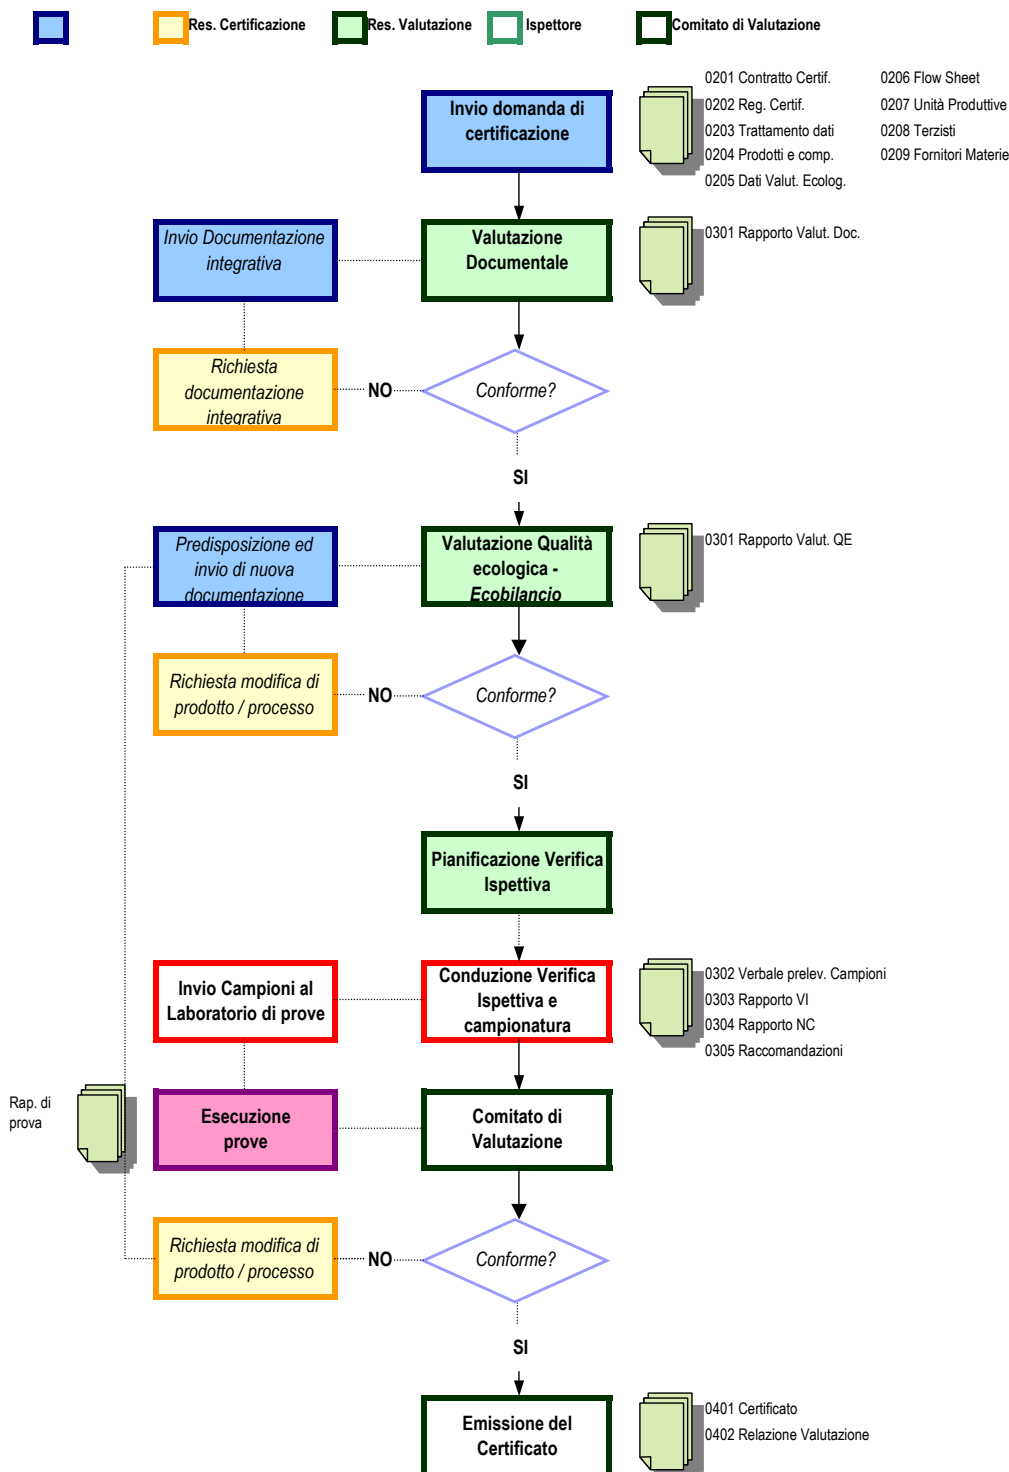 Res. Certificazione
Res. Valutazione
Ispettore
Comitato di Valutazione
Invio domanda di
certificazione
0201 Contratto Certif.
0202 Reg. Certif.
0203 Trattamento dati
0204 Prodotti e comp.
0205 Dati Valut. Ecolog.
0206 Flow Sheet
0207 Unità Produttive
0208 Terzisti
0209 Fornitori Materie
Invio Documentazione
integrativa
Valutazione
Documentale
0301 Rapporto Valut. Doc.
Richiesta
documentazione
integrativa
NO
Conforme?
SI
Predisposizione ed
invio di nuova
documentazione
Valutazione Qualità
ecologica -
Ecobilancio
0301 Rapporto Valut. QE
Richiesta modifica di
prodotto / processo
NO
Conforme?
SI
Pianificazione Verifica
Ispettiva
Invio Campioni al
Laboratorio di prove
Conduzione Verifica
Ispettiva e
campionatura
0302 Verbale prelev. Campioni
0303 Rapporto VI
0304 Rapporto NC
0305 Raccomandazioni
Rap. di
prova
Esecuzione
prove
Comitato di
Valutazione
Richiesta modifica di
prodotto / processo
NO
Conforme?
SI
Emissione del
Certificato
0401 Certificato
0402 Relazione Valutazione